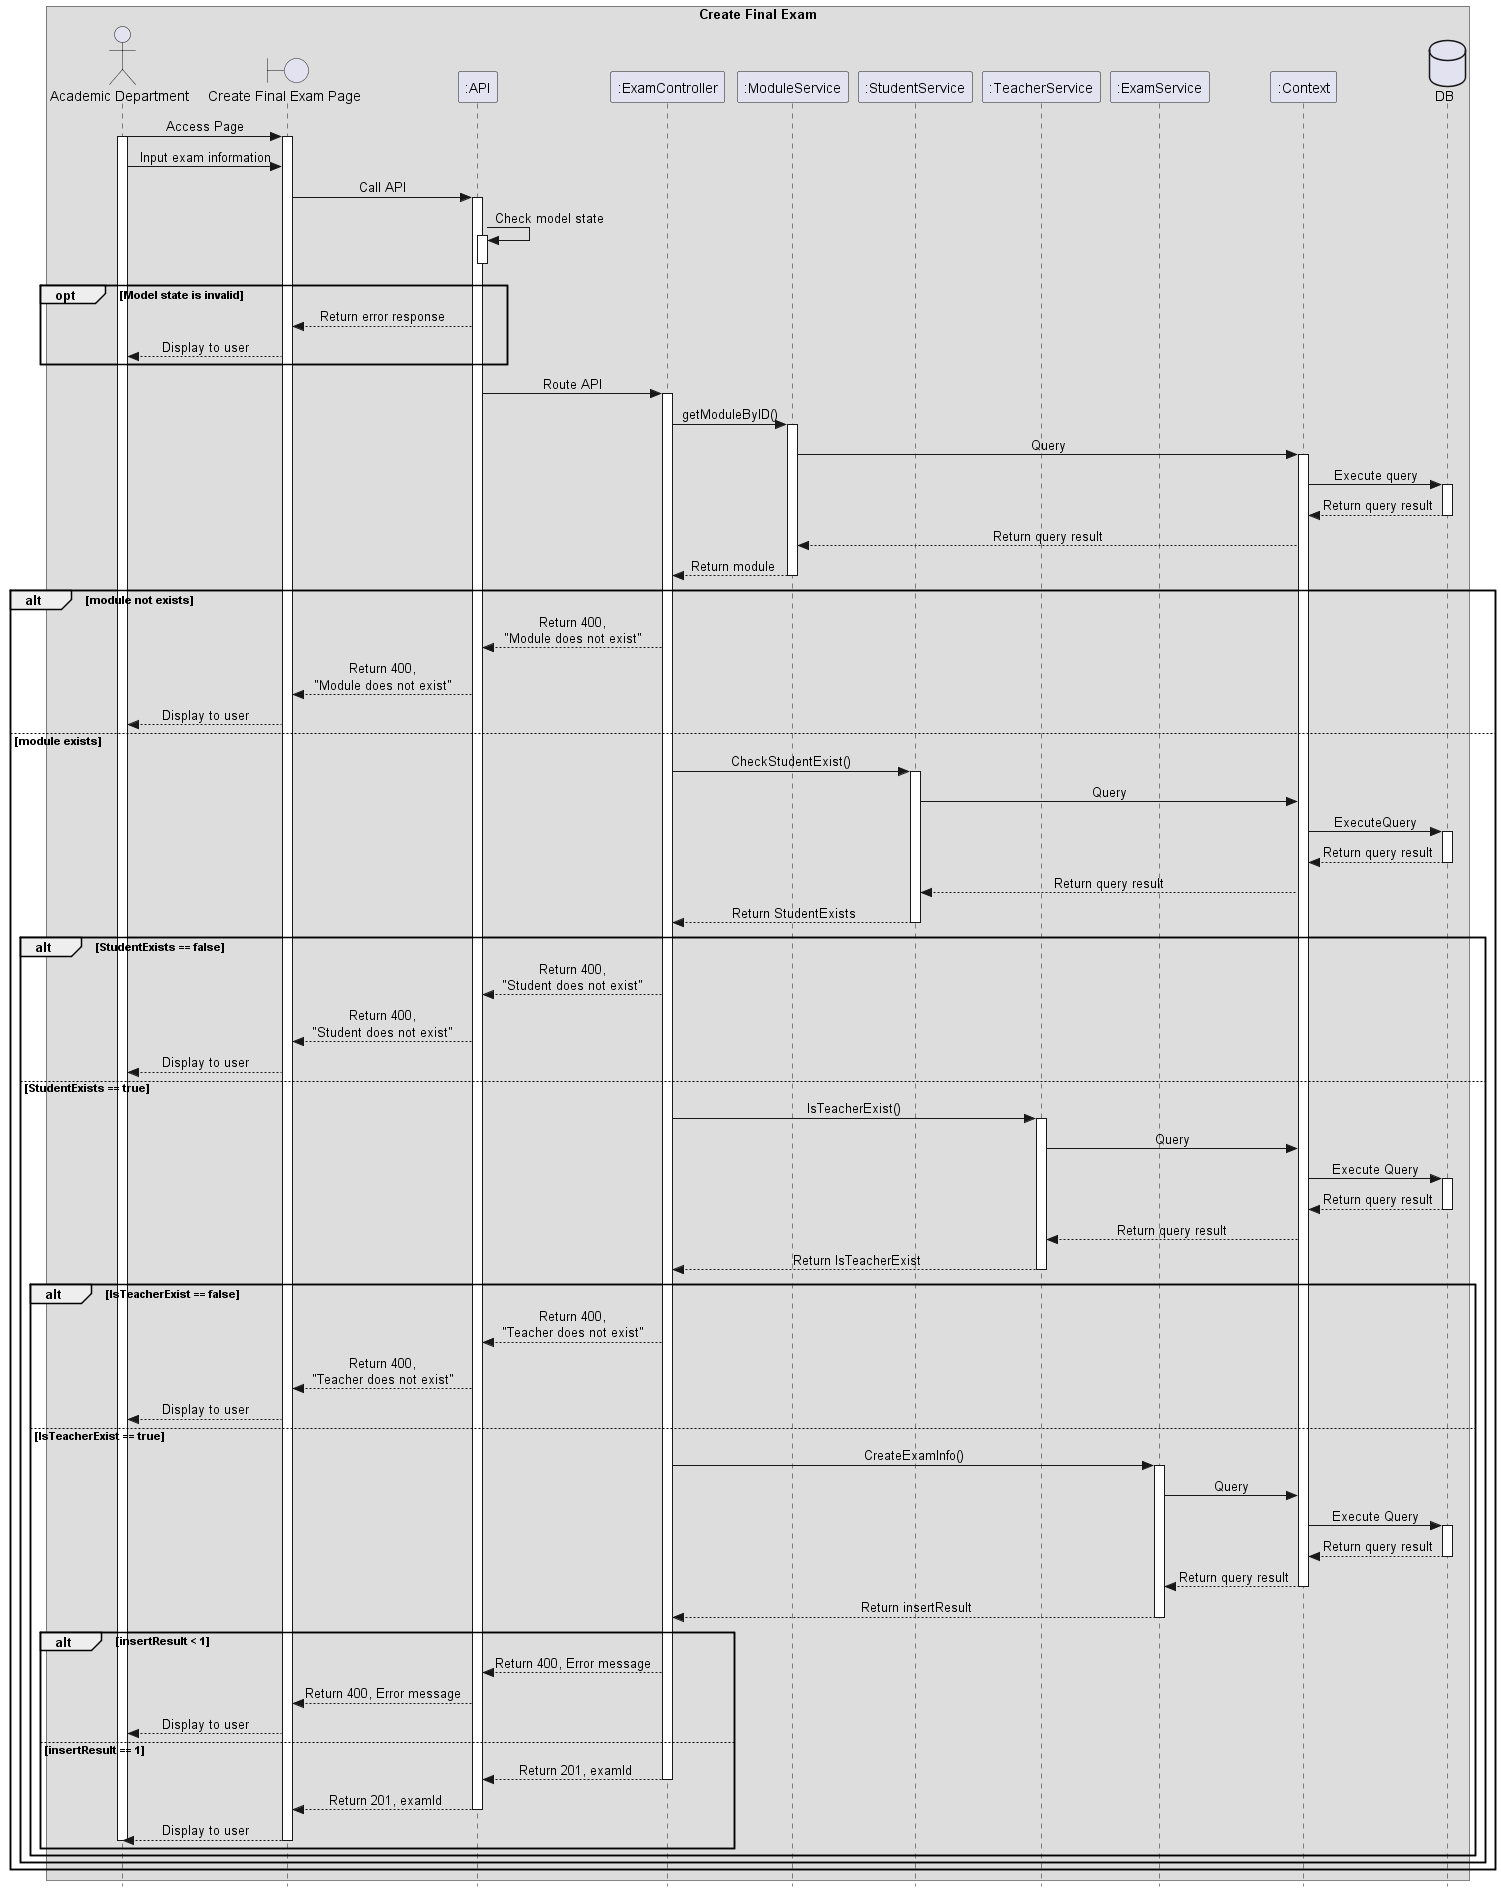 Create Final Exam
Academic Department
Create Final Exam Page
:API
:ExamController
:ModuleService
:StudentService
:TeacherService
:ExamService
:Context
DB
Access Page
Input exam information
Call API
Check model state
opt
[Model state is invalid]
Return error response
Display to user
Route API
getModuleByID()
Query
Execute query
Return query result
Return query result
Return module
alt
[module not exists]
Return 400,
"Module does not exist"
Return 400,
"Module does not exist"
Display to user
[module exists]
CheckStudentExist()
Query
ExecuteQuery
Return query result
Return query result
Return StudentExists
alt
[StudentExists == false]
Return 400,
"Student does not exist"
Return 400,
"Student does not exist"
Display to user
[StudentExists == true]
IsTeacherExist()
Query
Execute Query
Return query result
Return query result
Return IsTeacherExist
alt
[IsTeacherExist == false]
Return 400,
"Teacher does not exist"
Return 400,
"Teacher does not exist"
Display to user
[IsTeacherExist == true]
CreateExamInfo()
Query
Execute Query
Return query result
Return query result
Return insertResult
alt
[insertResult < 1]
Return 400, Error message
Return 400, Error message
Display to user
[insertResult == 1]
Return 201, examId
Return 201, examId
Display to user